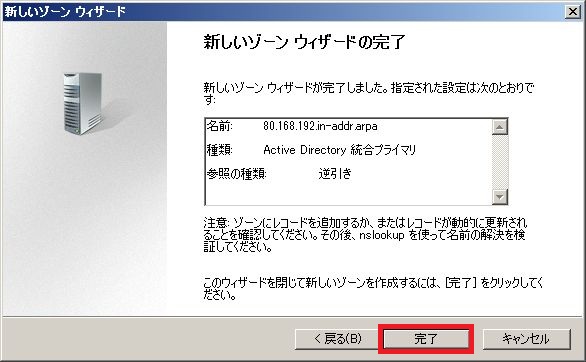 新しいゾーン ウィザード
新しいゾーン ウィザードの完了
新しいゾーン ウィザードが完了しました。指定された設定は次のとおりで
す:
名前: 80.168.192.in-addr.arpa
種類: Active Directory 統合プライマリ
参照の種類: 逆引き
注意: ゾーンにレコードを追加するか、またはレコードが動的に更新され
ることを確認してください。その後、nslookup を使って名前の解決を検
証してください。
このウィザードを閉じて新しいゾーンを作成するには、[完了] をクリックしてく
ださい。
< 戻る(B) 完了 キャンセル